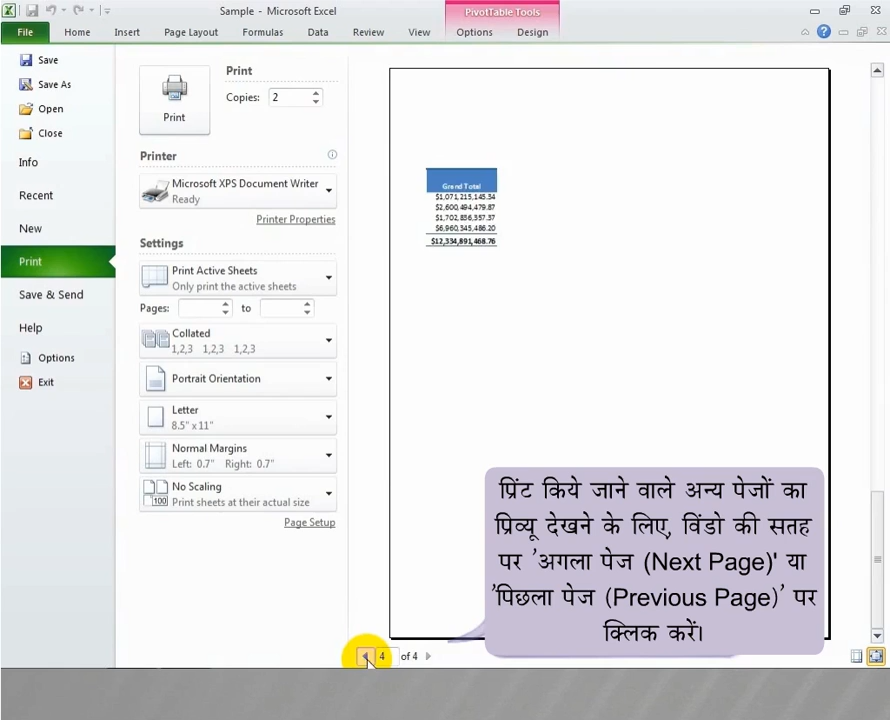 Sample - Microsoft Excel
PivotTable Tools
File Home Insert Page Layout Formulas Data Review View Options Design
Save
Save As
Open
Close
Info
Recent
New
Print
Save & Send
Help
Options
Exit
Print
Print
Copies: 2
Printer
Microsoft XPS Document Writer
Ready
Printer Properties
Settings
Print Active Sheets
Only print the active sheets
Pages: to
Collated
1,2,3 1,2,3 1,2,3
Portrait Orientation
Letter
8.5" x 11"
Normal Margins
Left: 0.7" Right: 0.7"
No Scaling
100
Print sheets at their actual size
Page Setup
Grand Total
$1,071,215,145.34
$2,600,494,479.87
$1,702,836,357.37
$6,960,345,486.20
$12,334,891,468.76
प्रिंट किये जाने वाले अन्य पेजों का
प्रिव्यू देखने के लिए, विंडो की सतह
पर 'अगला पेज (Next Page)' या
'पिछला पेज (Previous Page)' पर
क्लिक करें।
4 of 4